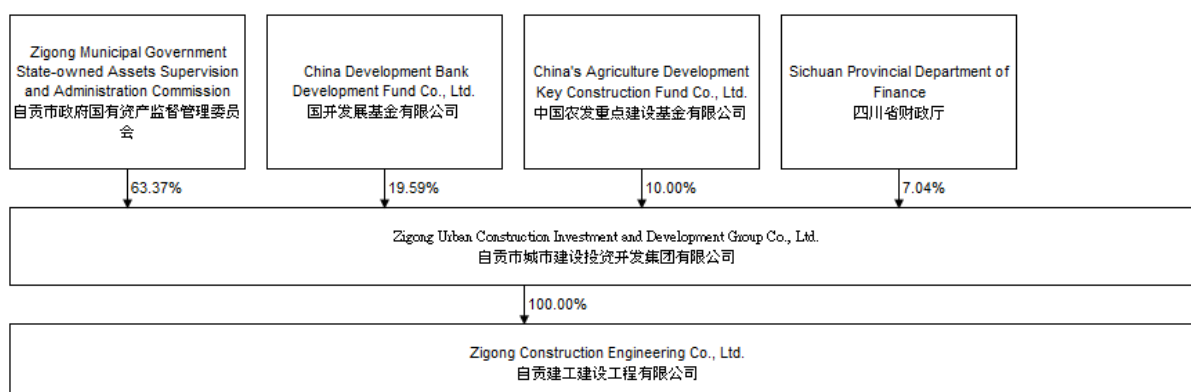 Zigong Municipal Government
State-owned Assets Supervision
and Administration Commission
自贡市政府国有资产监督管理委员
会
China Development Bank
Development Fund Co., Ltd.
国开发展基金有限公司
China's Agriculture Development
Key Construction Fund Co., Ltd.
中国农发重点建设基金有限公司
Sichuan Provincial Department of
Finance
四川省财政厅
63.37%
19.59%
10.00%
7.04%
Zigong Urban Construction Investment and Development Group Co., Ltd.
自贡市城市建设投资开发集团有限公司
100.00%
Zigong Construction Engineering Co., Ltd.
自贡建工建设工程有限公司